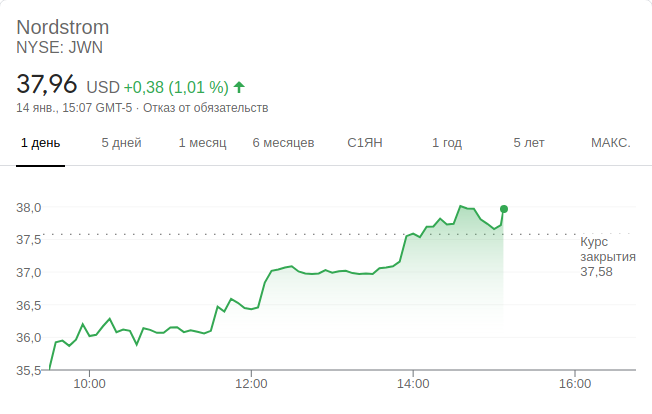 Nordstrom
NYSE: JWN
37,96 USD +0,38 (1,01 %)
14 янв., 15:07 GMT-5 · Отказ от обязательств
1 день 5 дней 1 месяц 6 месяцев С1ЯН 1 год 5 лет МАКС.
38,0
37,5
37,0
36,5
36,0
35,5
Курс
закрытия
37,58
10:00 12:00 14:00 16:00